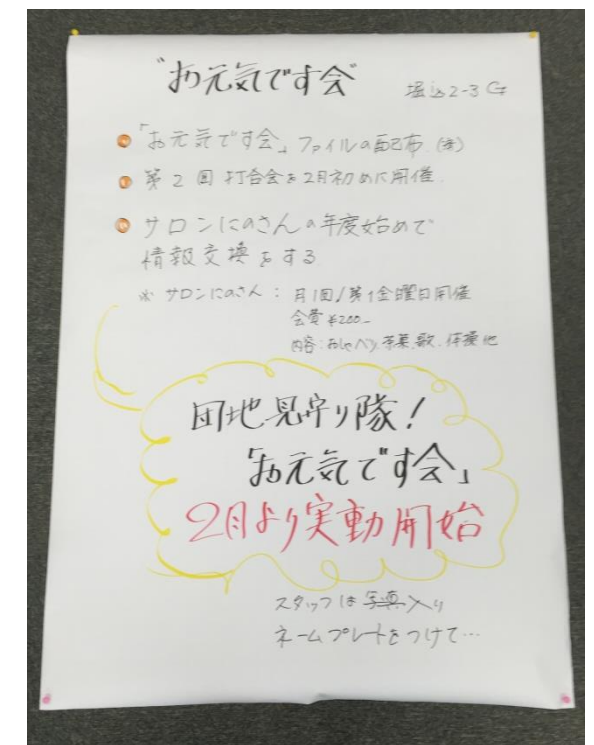 "お元気です会"
堀込2-3 G
「お元気です会」ファイルの配布.
第2回 打合会を2月初めに開催.
サロンにのさんの年度始めで
情報交換をする
※ サロンにのさん: 月1回/第1金曜日開催
会費 ¥200-
内容:おしゃべり.茶菓.歌.体操他
団地見守り隊!
「お元気です会」
2月より実動開始
スタッフは写真入り
ネームプレートをつけて…